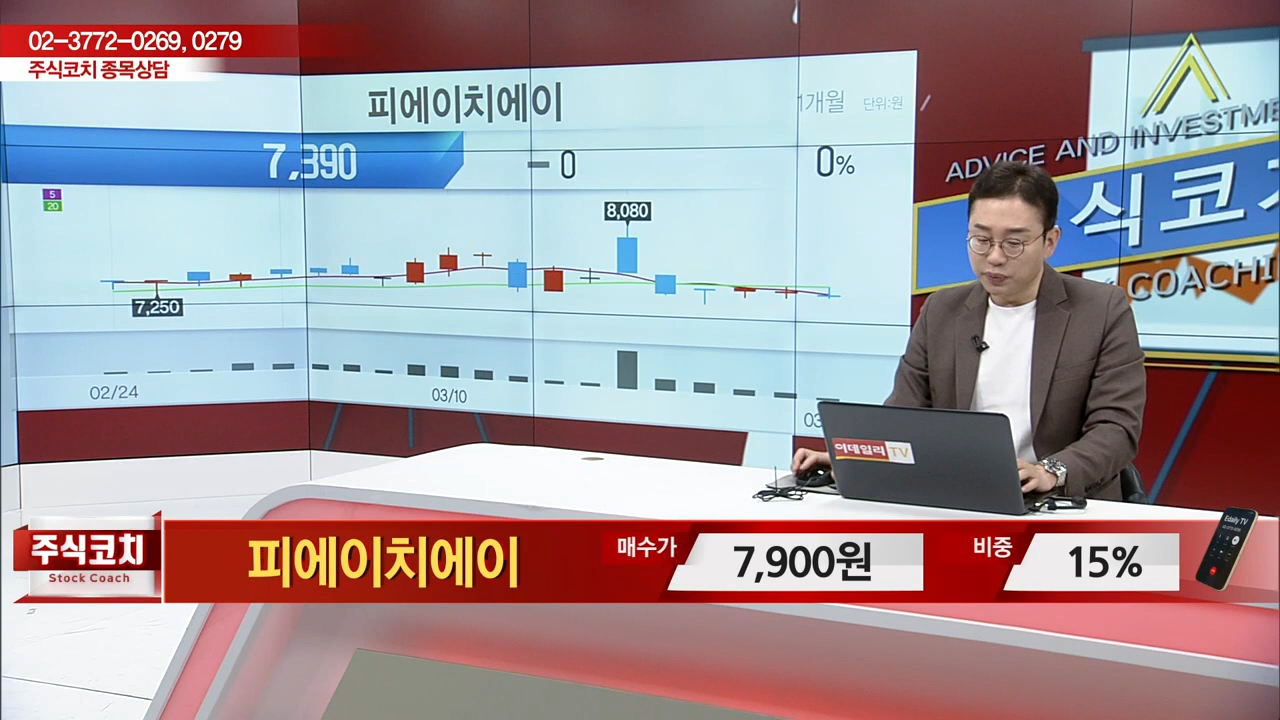 02-3772-0269, 0279
주식코치 종목상담
피에이치에이
1개월 단위:원
7,390
0
0%
5
20
8,080
7,250
02/24
03/10
ADVICE AND INVESTME
식코
COACHI
이데일리TV
주식코치
Stock Coach
피에이치에이
매수가
7,900원
비중
15%
Edaily TV